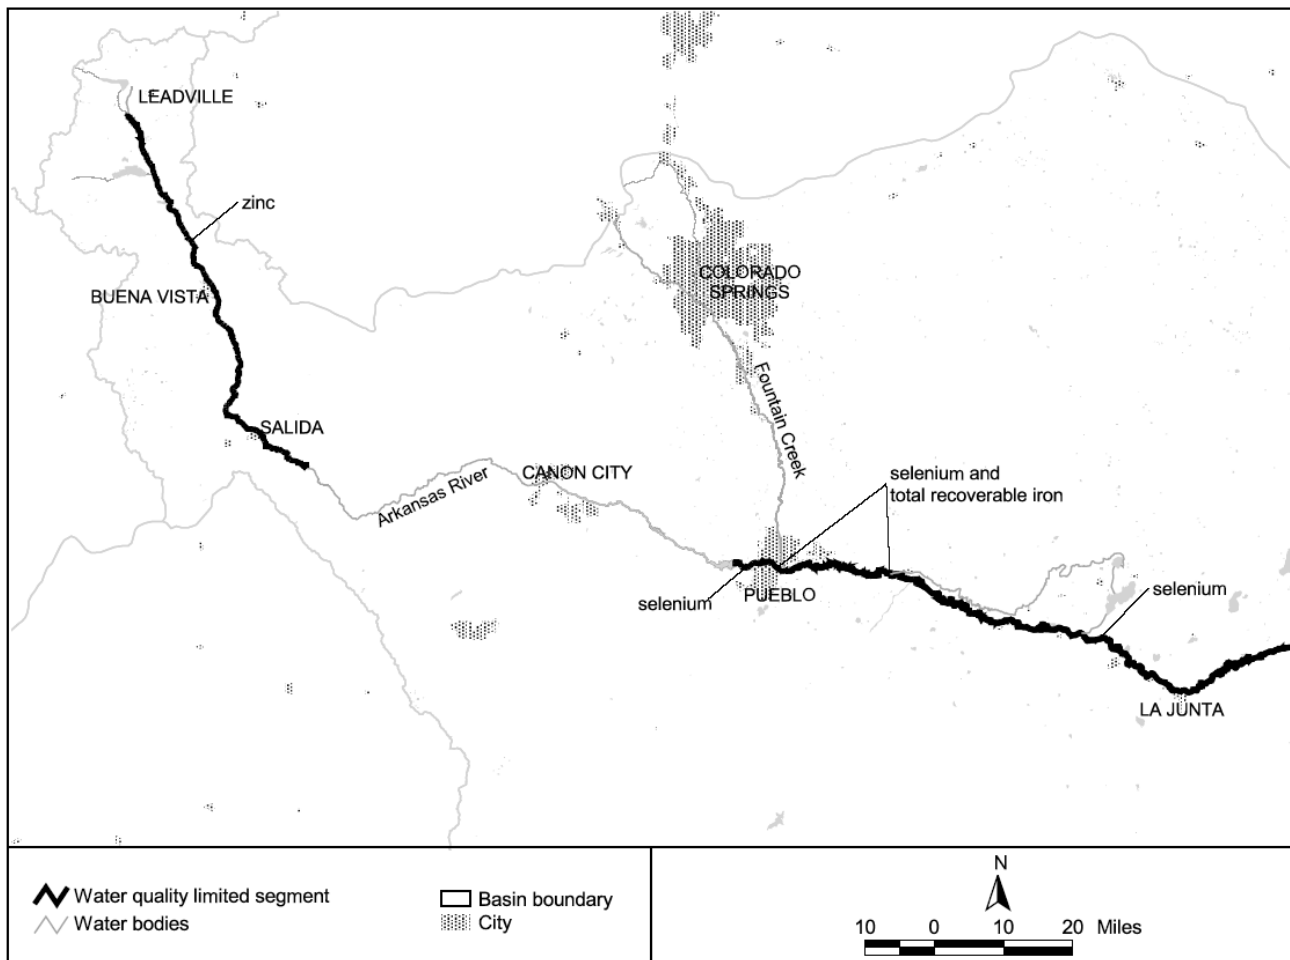 LEADVILLE
zinc
BUENA VISTA
COLORADO
SPRINGS
Fountain Creek
SALIDA
Arkansas River
CANON CITY
selenium and
total recoverable iron
selenium
PUEBLO
selenium
LA JUNTA
Water quality limited segment
Water bodies
Basin boundary
City
N
10 0 10 20 Miles